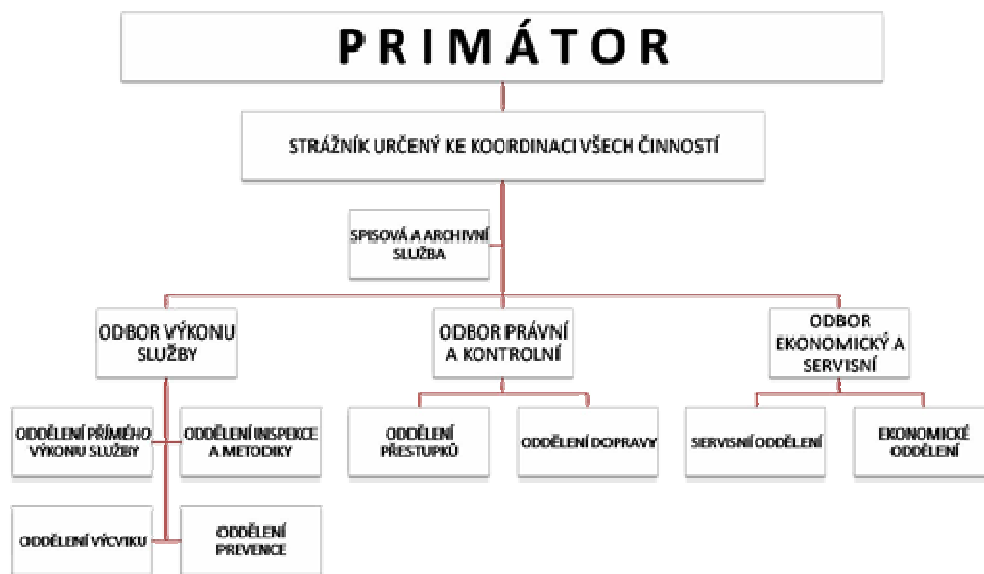 PRIMÁTOR
STRÁŽNÍK URČENÝ KE KOORDINACI VŠECH ČINNOSTÍ
SPISOVÁ A ARCHIVNÍ
SLUŽBA
ODBOR VÝKONU
SLUŽBY
ODBOR PRÁVNÍ
A KONTROLNÍ
ODBOR
EKONOMICKÝ A
SERVISNÍ
ODDĚLENÍ PŘÍMÉHO
VÝKONU SLUŽBY
ODDĚLENÍ INSPEKCE
A METODIKY
ODDĚLENÍ
PŘESTUPKŮ
ODDĚLENÍ DOPRAVY
SERVISNÍ ODDĚLENÍ
EKONOMICKÉ
ODDĚLENÍ
ODDĚLENÍ VÝCVIKU
ODDĚLENÍ
PREVENCE